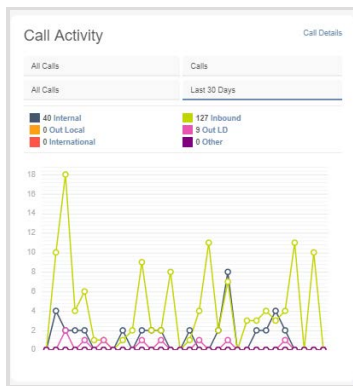 Call Activity
Call Details
All Calls
Calls
All Calls
Last 30 Days
40 Internal
127 Inbound
0 Out Local
9 Out LD
0 International
0 Other
18
16
14
12
10
8
6
4
2
0